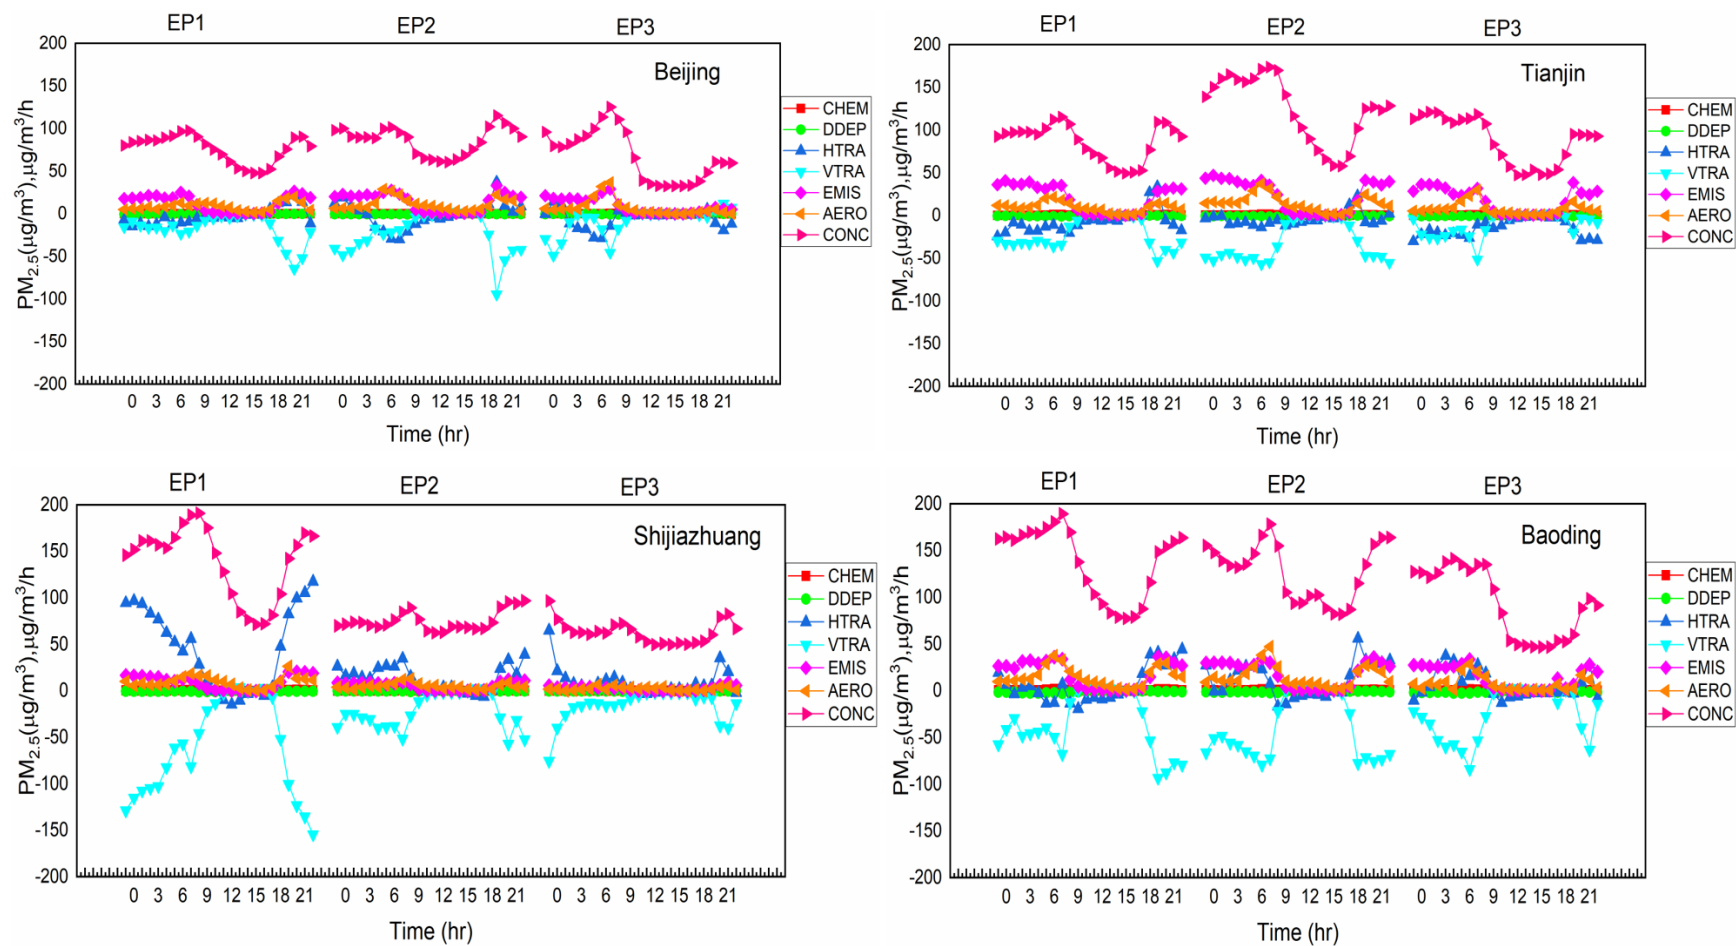 EP1 EP2 EP3
Beijing
PM2.5(μg/m³),μg/m³/h
200
150
100
50
0
-50
-100
-150
-200
0 3 6 9 12 15 18 21 0 3 6 9 12 15 18 21 0 3 6 9 12 15 18 21
Time (hr)
CHEM
DDEP
HTRA
VTRA
EMIS
AERO
CONC
EP1 EP2 EP3
Tianjin
PM2.5(μg/m³),μg/m³/h
200
150
100
50
0
-50
-100
-150
-200
0 3 6 9 12 15 18 21 0 3 6 9 12 15 18 21 0 3 6 9 12 15 18 21
Time (hr)
CHEM
DDEP
HTRA
VTRA
EMIS
AERO
CONC
EP1 EP2 EP3
Shijiazhuang
PM2.5(μg/m³),μg/m³/h
200
150
100
50
0
-50
-100
-150
-200
0 3 6 9 12 15 18 21 0 3 6 9 12 15 18 21 0 3 6 9 12 15 18 21
Time (hr)
CHEM
DDEP
HTRA
VTRA
EMIS
AERO
CONC
EP1 EP2 EP3
Baoding
PM2.5(μg/m³),μg/m³/h
200
150
100
50
0
-50
-100
-150
-200
0 3 6 9 12 15 18 21 0 3 6 9 12 15 18 21 0 3 6 9 12 15 18 21
Time (hr)
CHEM
DDEP
HTRA
VTRA
EMIS
AERO
CONC